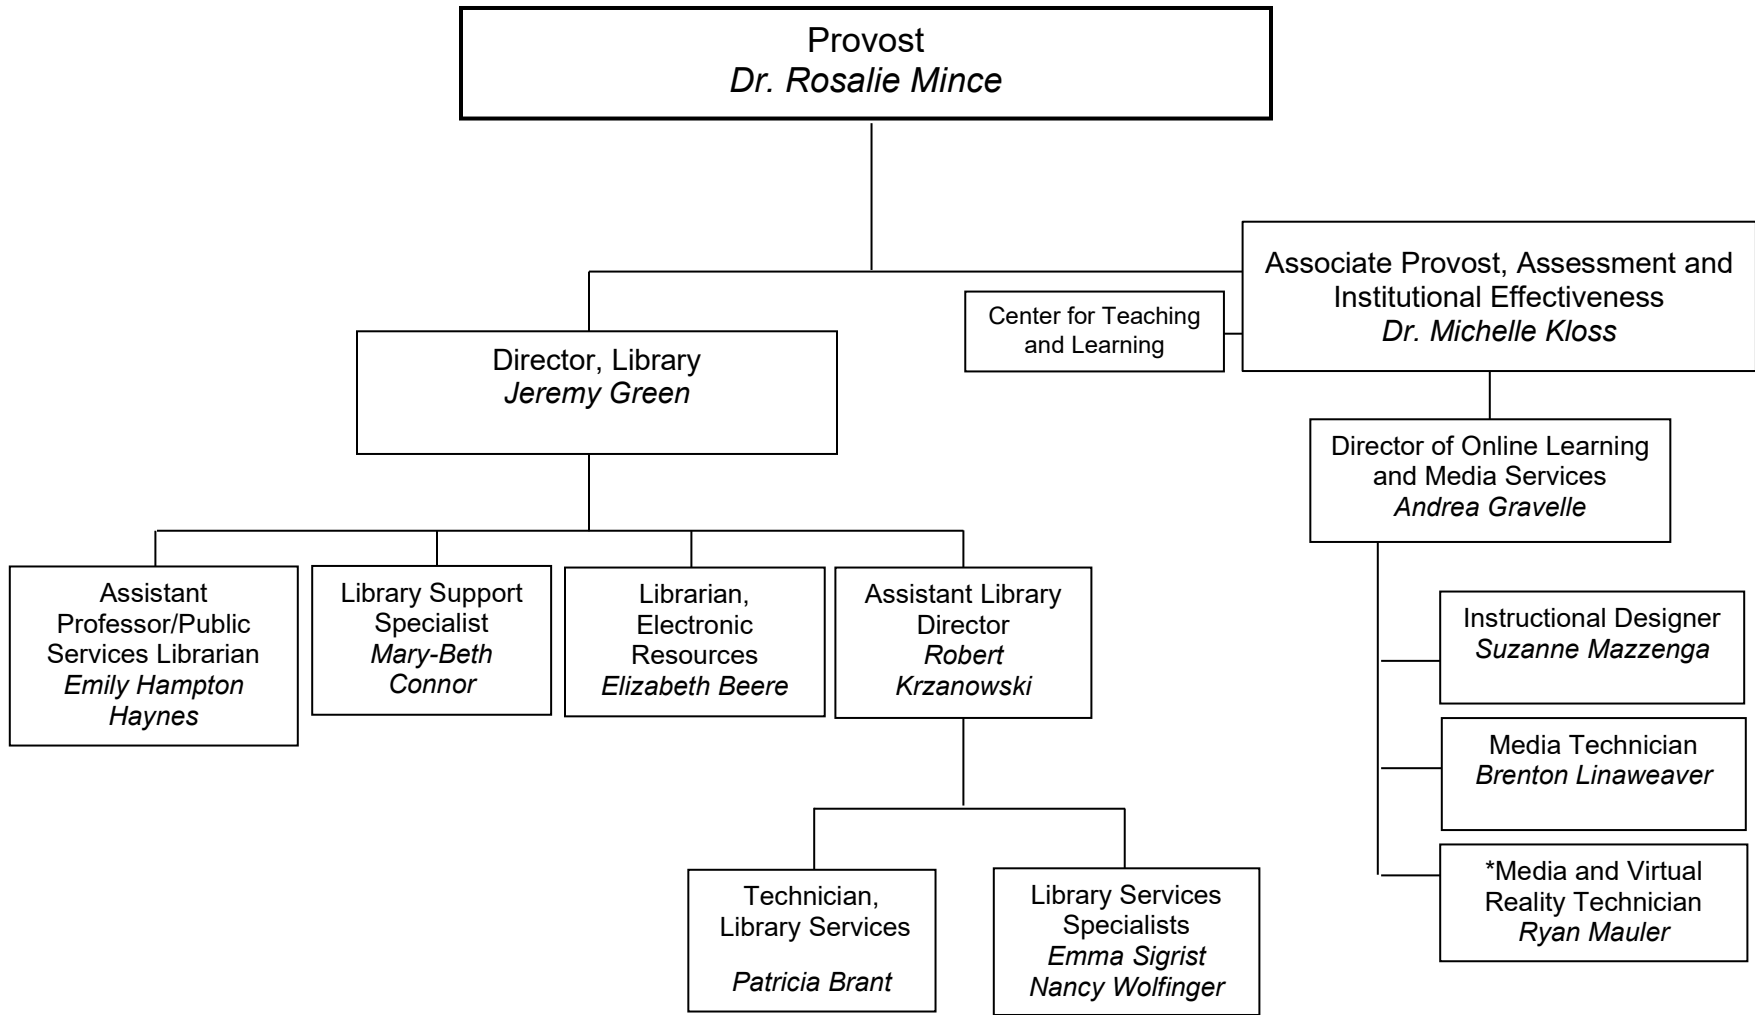 Provost
Dr. Rosalie Mince
Associate Provost, Assessment and
Institutional Effectiveness
Dr. Michelle Kloss
Center for Teaching
and Learning
Director, Library
Jeremy Green
Director of Online Learning
and Media Services
Andrea Gravelle
Assistant
Professor/Public
Services Librarian
Emily Hampton
Haynes
Library Support
Specialist
Mary-Beth
Connor
Librarian,
Electronic
Resources
Elizabeth Beere
Assistant Library
Director
Robert
Krzanowski
Instructional Designer
Suzanne Mazzenga
Media Technician
Brenton Linaweaver
*Media and Virtual
Reality Technician
Ryan Mauler
Technician,
Library Services
Patricia Brant
Library Services
Specialists
Emma Sigrist
Nancy Wolfinger